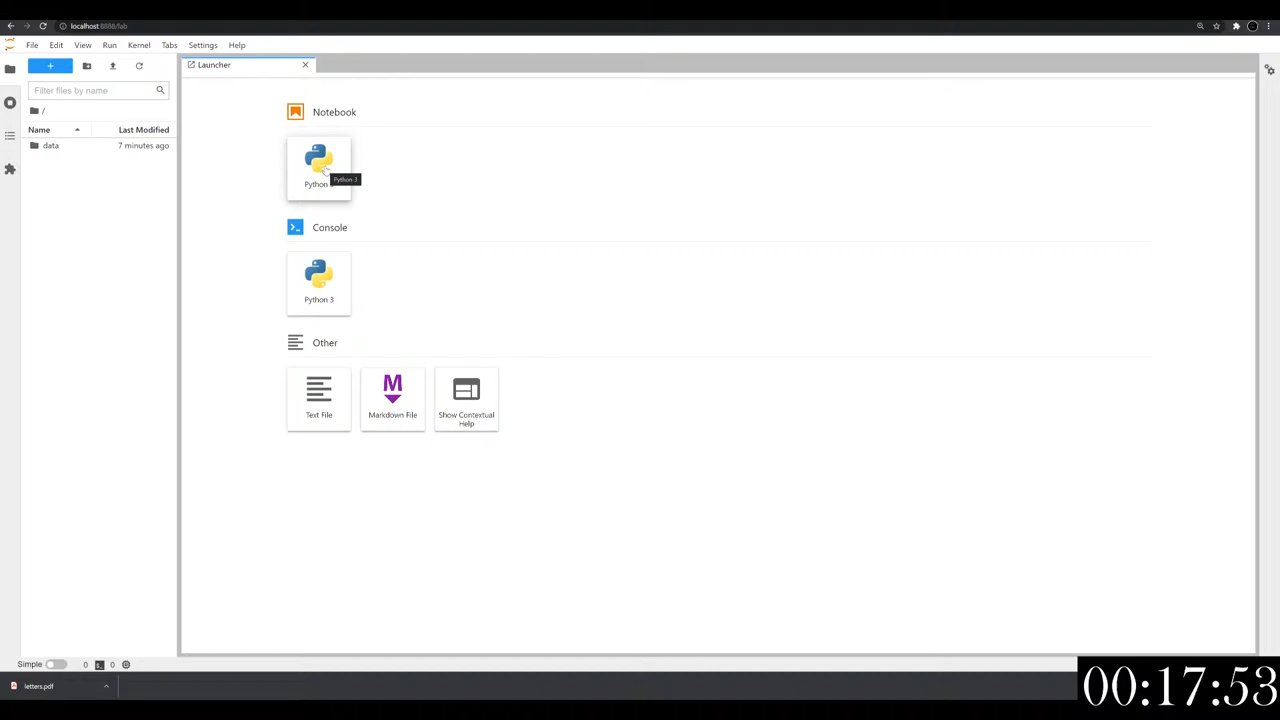 localhost:8888/lab
File Edit View Run Kernel Tabs Settings Help
+
Launcher
Filter files by name
/
Name Last Modified
data 7 minutes ago
Notebook
Python
Python 3
Console
Python 3
Other
Text File Markdown File Show Contextual Help
Simple 0 0
letters.pdf
00:17:53